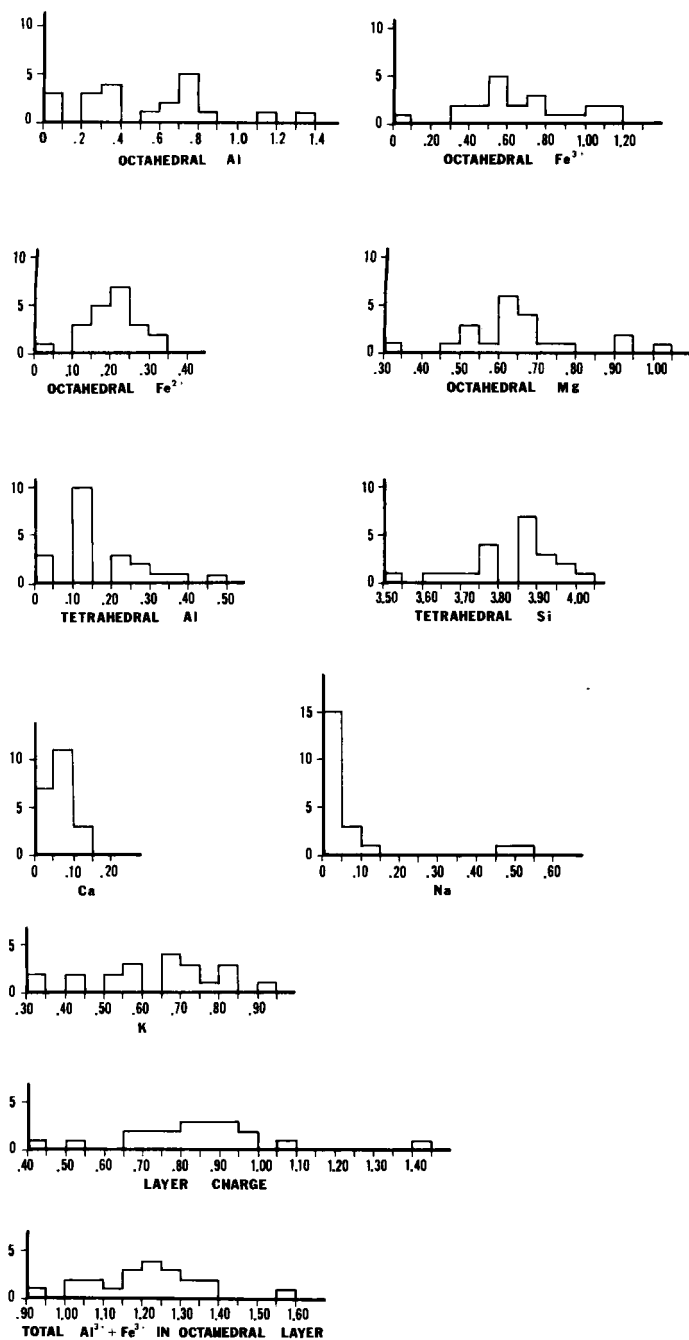 10
5
0
0 .2 .4 .6 .8 1.0 1.2 1.4
OCTAHEDRAL Al
10
5
0
0 .20 .40 .60 .80 1.00 1.20
OCTAHEDRAL Fe³⁺
10
5
0
0 .10 .20 .30 .40
OCTAHEDRAL Fe²⁺
10
5
0
.30 .40 .50 .60 .70 .80 .90 1.00
OCTAHEDRAL Mg
10
5
0
0 .10 .20 .30 .40 .50
TETRAHEDRAL Al
10
5
0
3.50 3.60 3.70 3.80 3.90 4.00
TETRAHEDRAL Si
10
5
0
0 .10 .20
Ca
15
10
5
0
0 .10 .20 .30 .40 .50 .60
Na
5
0
.30 .40 .50 .60 .70 .80 .90
K
5
0
.40 .50 .60 .70 .80 .90 1.00 1.10 1.20 1.30 1.40
LAYER CHARGE
5
0
.90 1.00 1.10 1.20 1.30 1.40 1.50 1.60
TOTAL Al³⁺ + Fe³⁺ IN OCTAMEDRAL LAYER